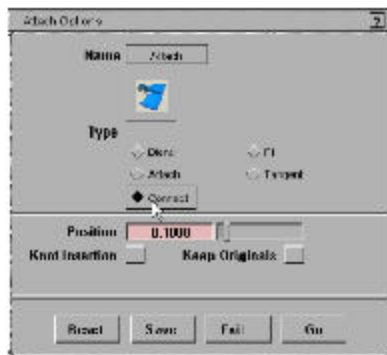 Attach Options ?
Name Attach
Type
Blend Fit
Attach Tangent
Connect
Position 0.1000
Knot Insertion Keep Originals
Reset Save Exit Go